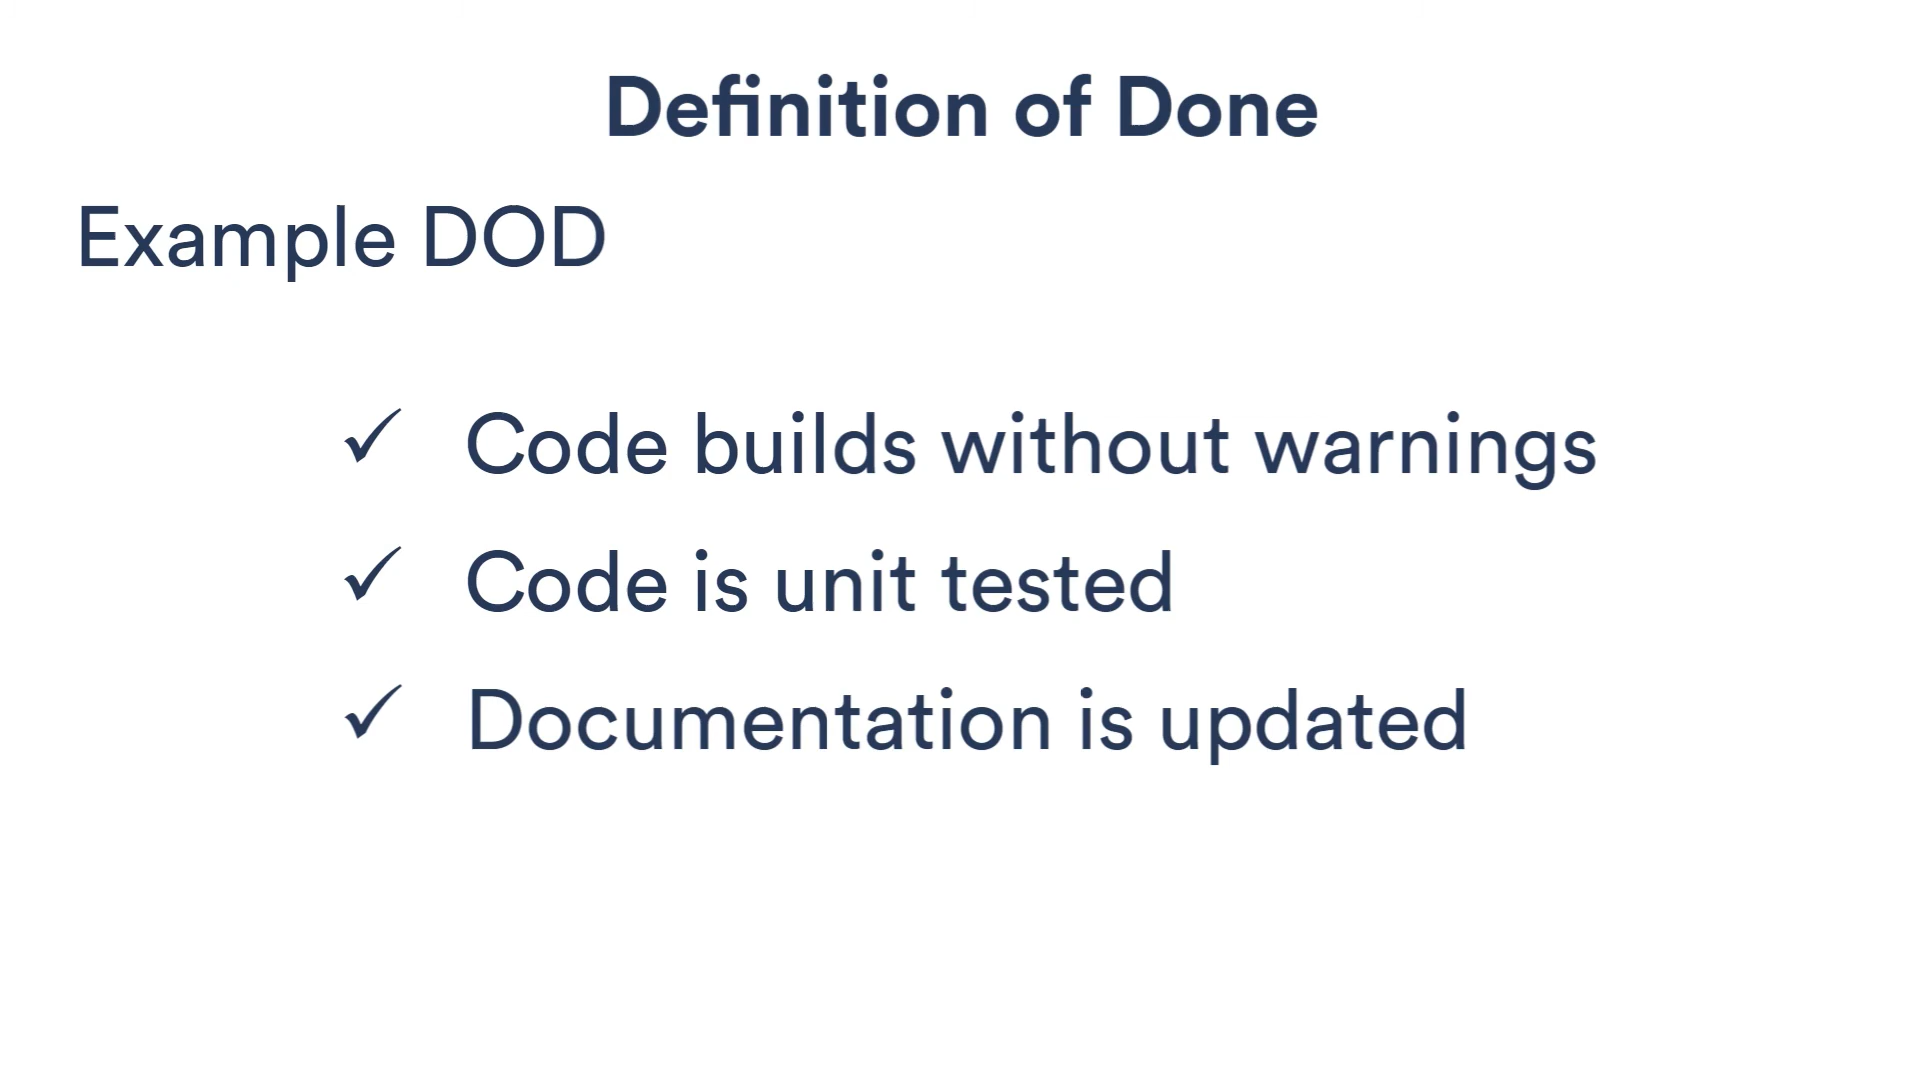 Definition of Done
Example DOD
✓ Code builds without warnings
✓ Code is unit tested
✓ Documentation is updated